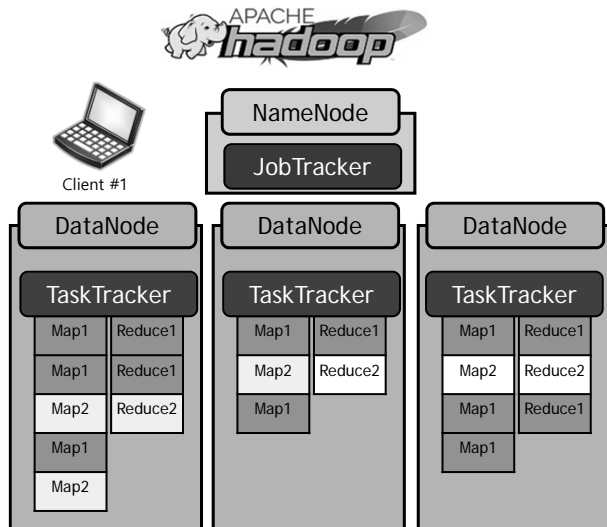 APACHE
hadoop
NameNode
JobTracker
Client #1
DataNode
TaskTracker
Map1 Reduce1
Map1 Reduce1
Map2 Reduce2
Map1
Map2
DataNode
TaskTracker
Map1 Reduce1
Map2 Reduce2
Map1
DataNode
TaskTracker
Map1 Reduce1
Map2 Reduce2
Map1 Reduce1
Map1